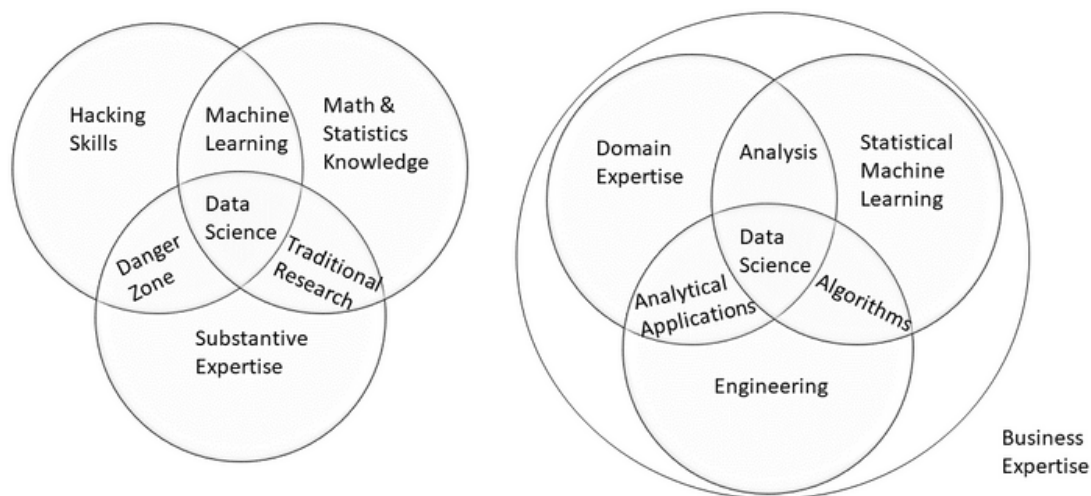 Hacking
Skills
Machine
Learning
Math &
Statistics
Knowledge
Data
Science
Danger
Zone
Traditional
Research
Substantive
Expertise
Domain
Expertise
Analysis
Statistical
Machine
Learning
Data
Science
Analytical
Applications
Algorithms
Engineering
Business
Expertise